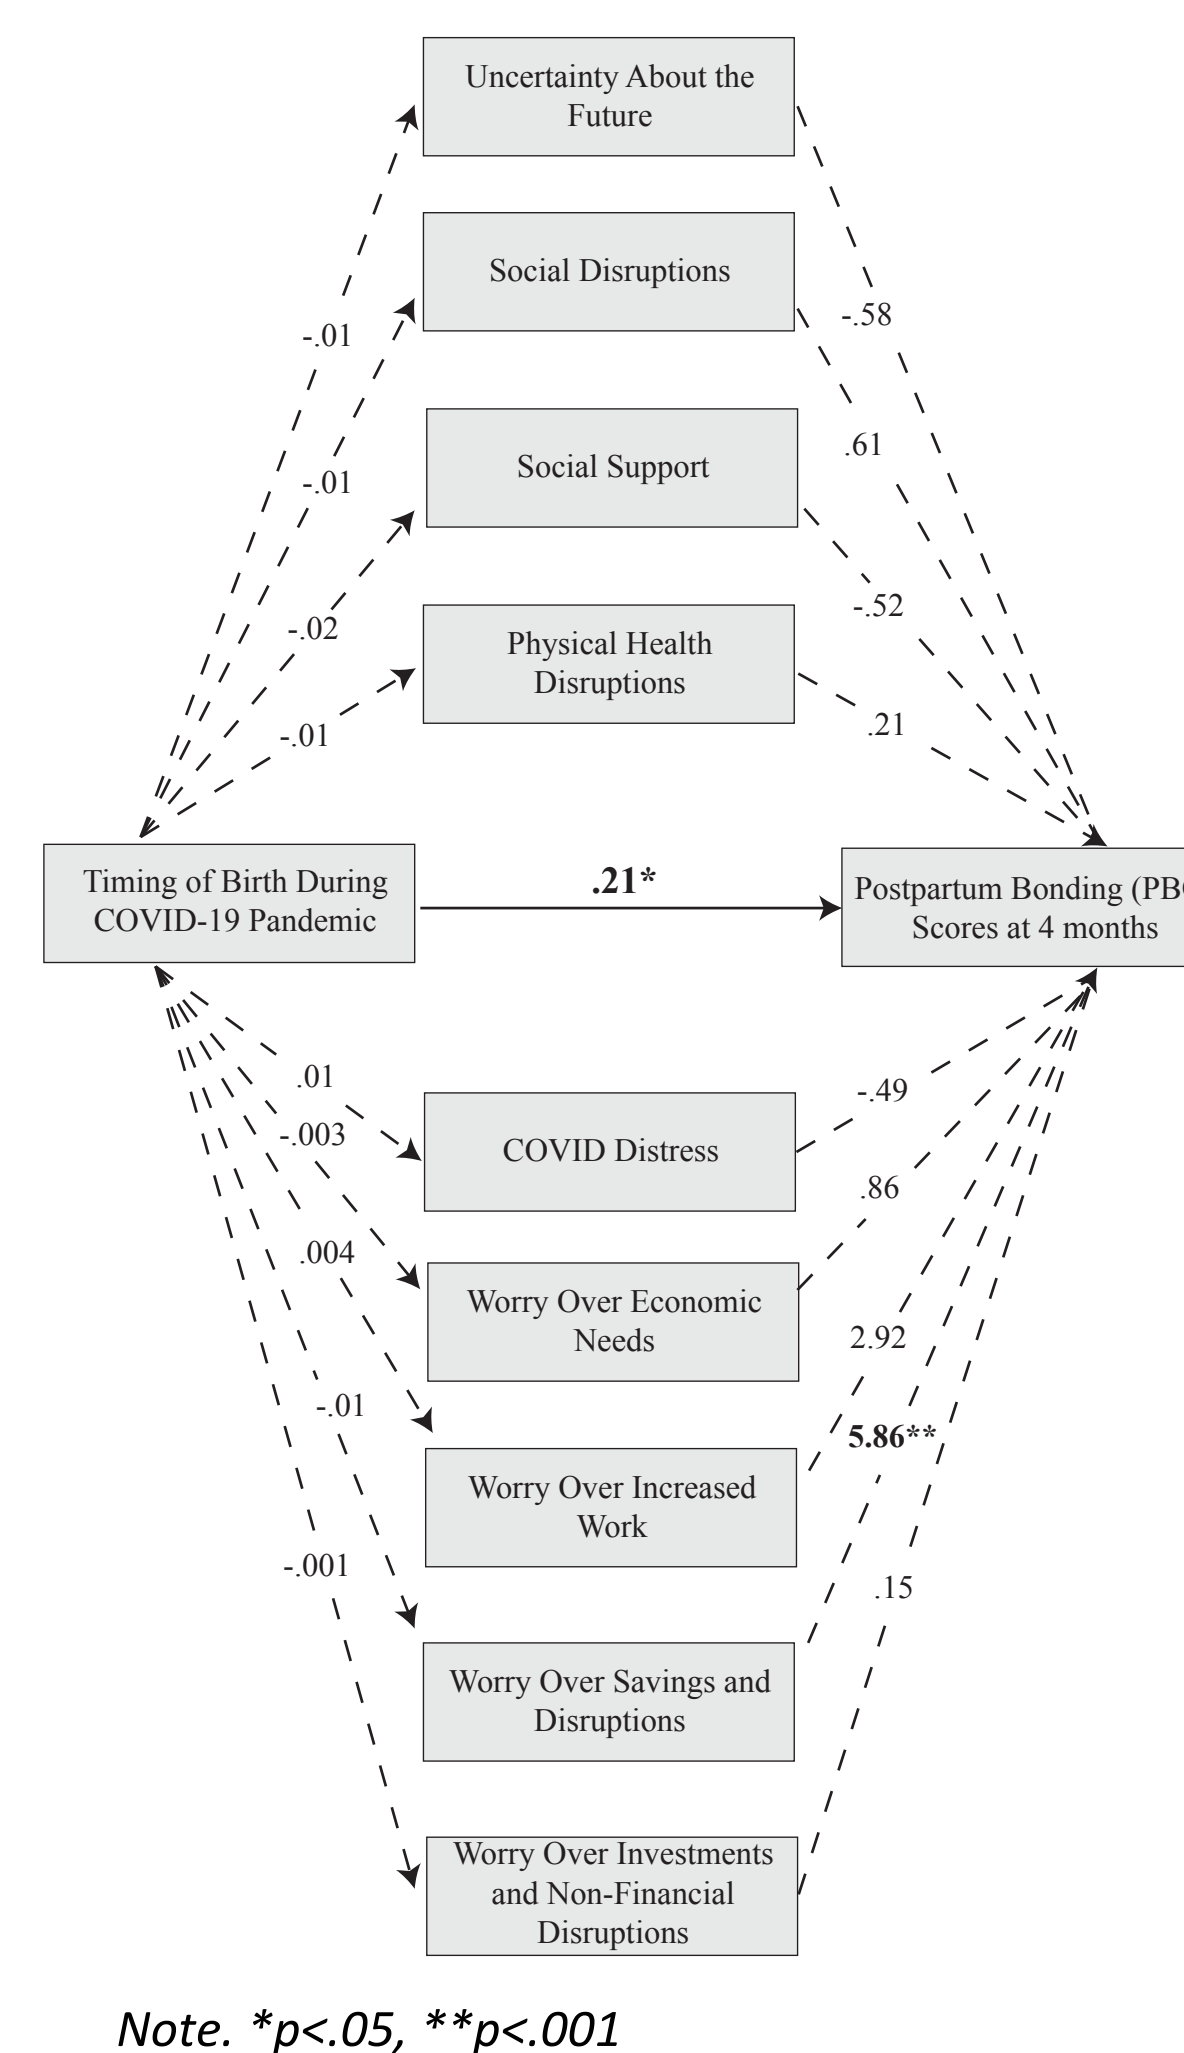 Uncertainty About the
Future
Social Disruptions
-.58
-.01
.61
Social Support
-.01
-.52
-.02
Physical Health
Disruptions
.21
-.01
Timing of Birth During
COVID-19 Pandemic
.21*
Postpartum Bonding (PB
Scores at 4 months
.01
-.49
-.003
COVID Distress
.86
.004
Worry Over Economic
Needs
2.92
-.01
5.86**
Worry Over Increased
Work
-.001
.15
Worry Over Savings and
Disruptions
Worry Over Investments
and Non-Financial
Disruptions
Note. *p<.05, **p<.001